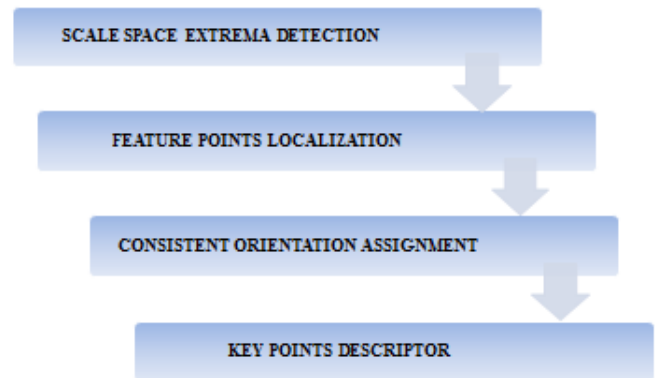 SCALE SPACE EXTREMA DETECTION
FEATURE POINTS LOCALIZATION
CONSISTENT ORIENTATION ASSIGNMENT
KEY POINTS DESCRIPTOR